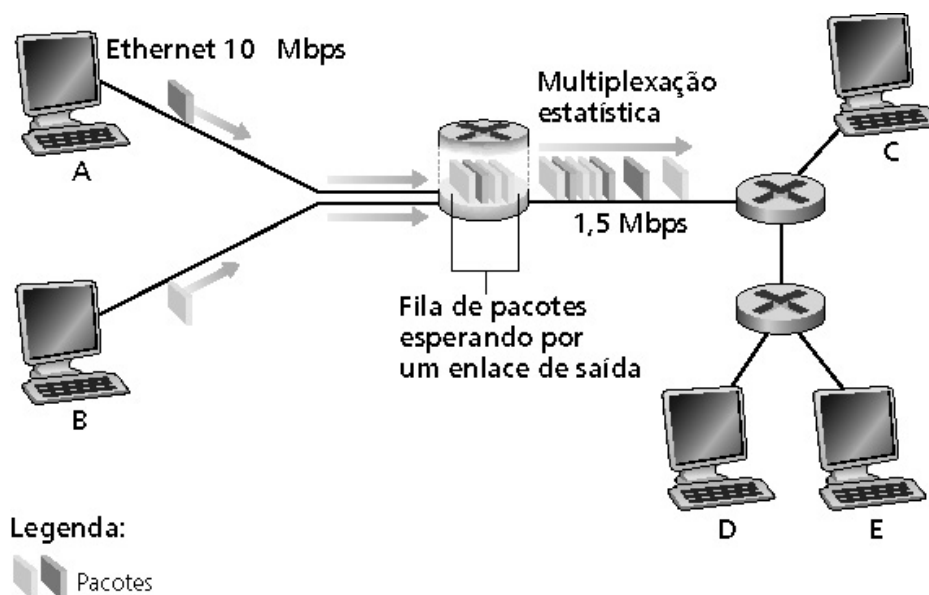 Ethernet 10 Mbps
A
Multiplexação
estatística
C
1,5 Mbps
Fila de pacotes
esperando por
um enlace de saída
B
D
E
Legenda:
Pacotes